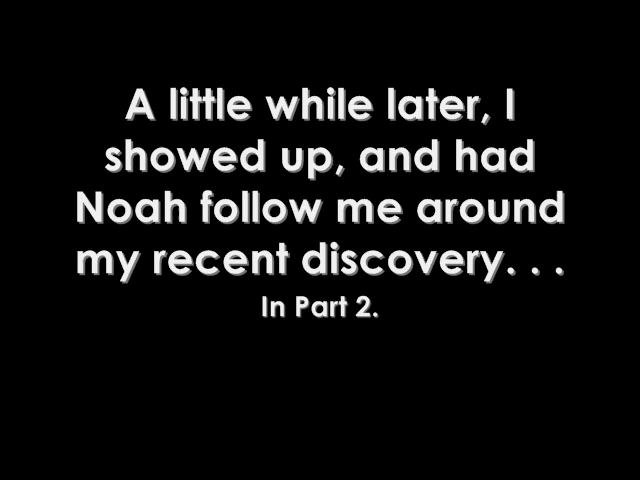 A little while later, I
showed up, and had
Noah follow me around
my recent discovery. . .
In Part 2.